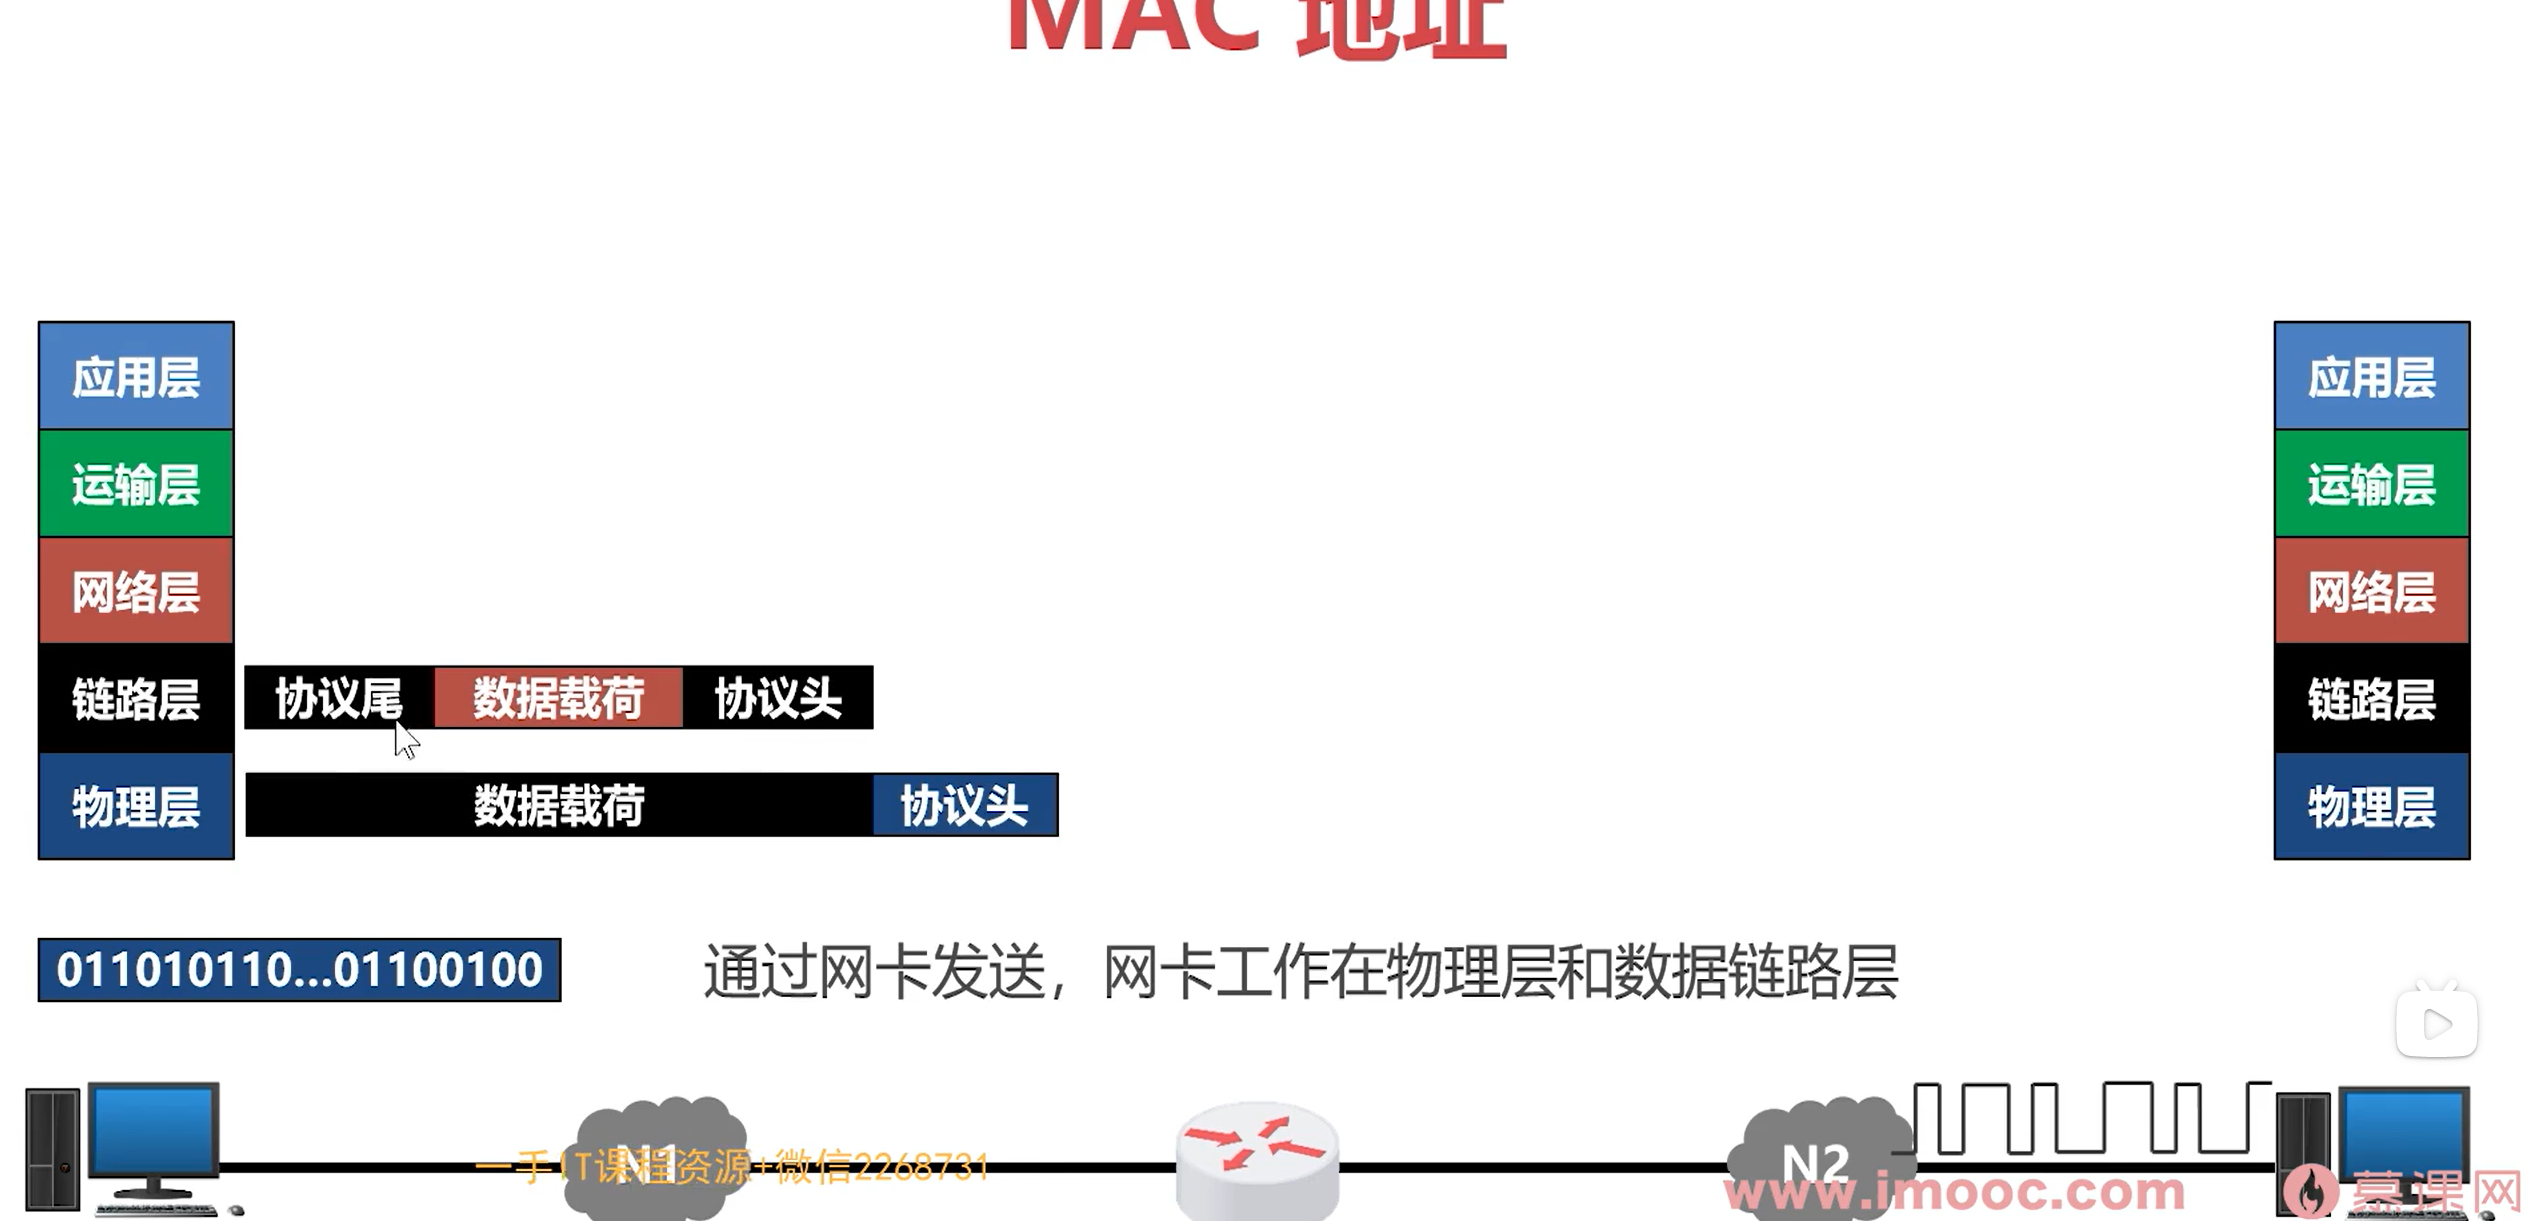 MAC 地址
应用层
应用层
运输层
运输层
网络层
网络层
链路层
协议尾 数据载荷 协议头
链路层
物理层
数据载荷 协议头
物理层
011010110...01100100
通过网卡发送，网卡工作在物理层和数据链路层
N1
一手IT课程资源+微信2268731
N2
www.imooc.com
慕课网